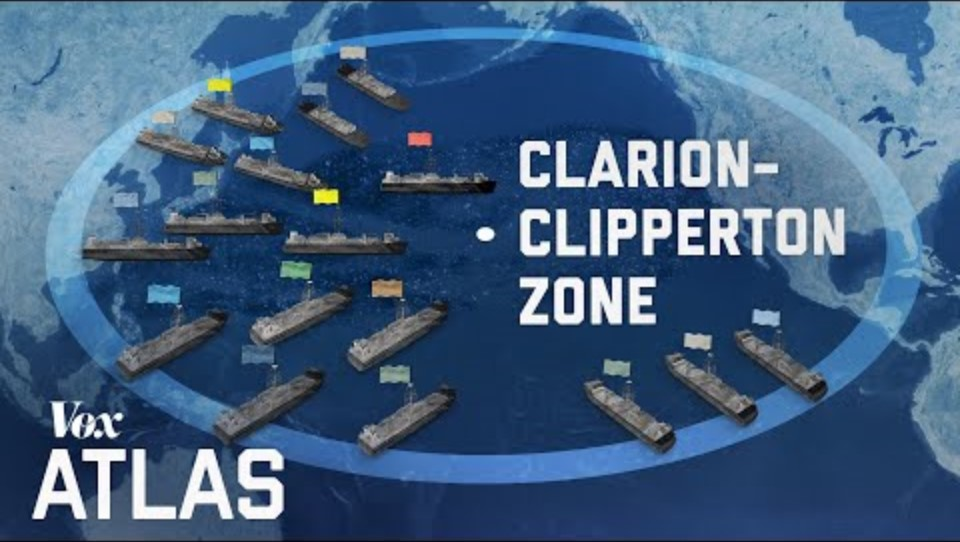 CLARION–
CLIPPERTON
ZONE
Vox
ATLAS